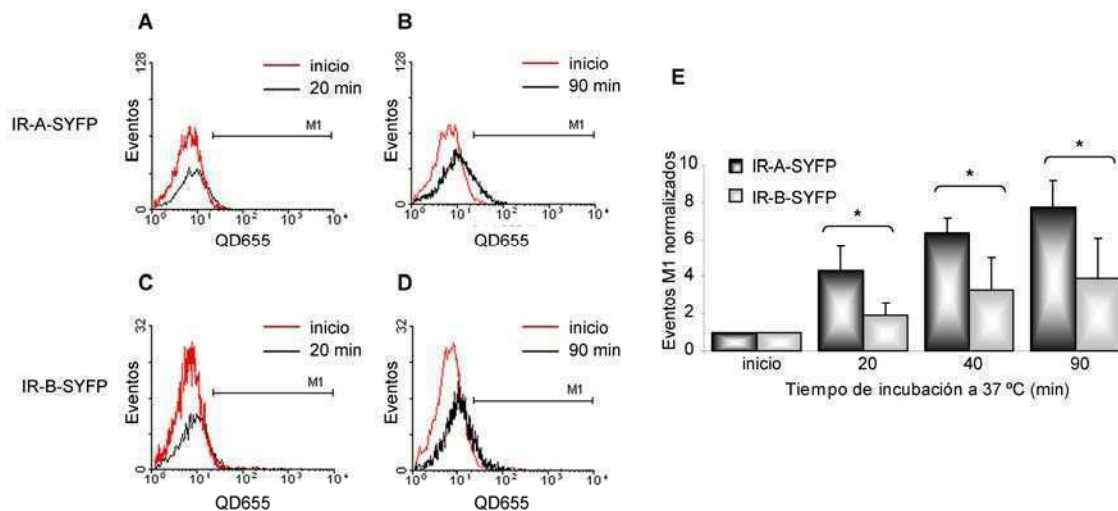 A
128
Eventos
0
inicio
20 min
M1
10⁰ 10¹ 10² 10³ 10⁴
QD655
B
128
Eventos
0
inicio
90 min
M1
10⁰ 10¹ 10² 10³ 10⁴
QD655
IR-A-SYFP
C
32
Eventos
0
inicio
20 min
M1
10⁰ 10¹ 10² 10³ 10⁴
QD655
D
32
Eventos
0
inicio
90 min
M1
10⁰ 10¹ 10² 10³ 10⁴
QD655
IR-B-SYFP
E
IR-A-SYFP
IR-B-SYFP
Eventos M1 normalizados
10
8
6
4
2
0
* * *
inicio 20 40 90
Tiempo de incubación a 37 ºC (min)